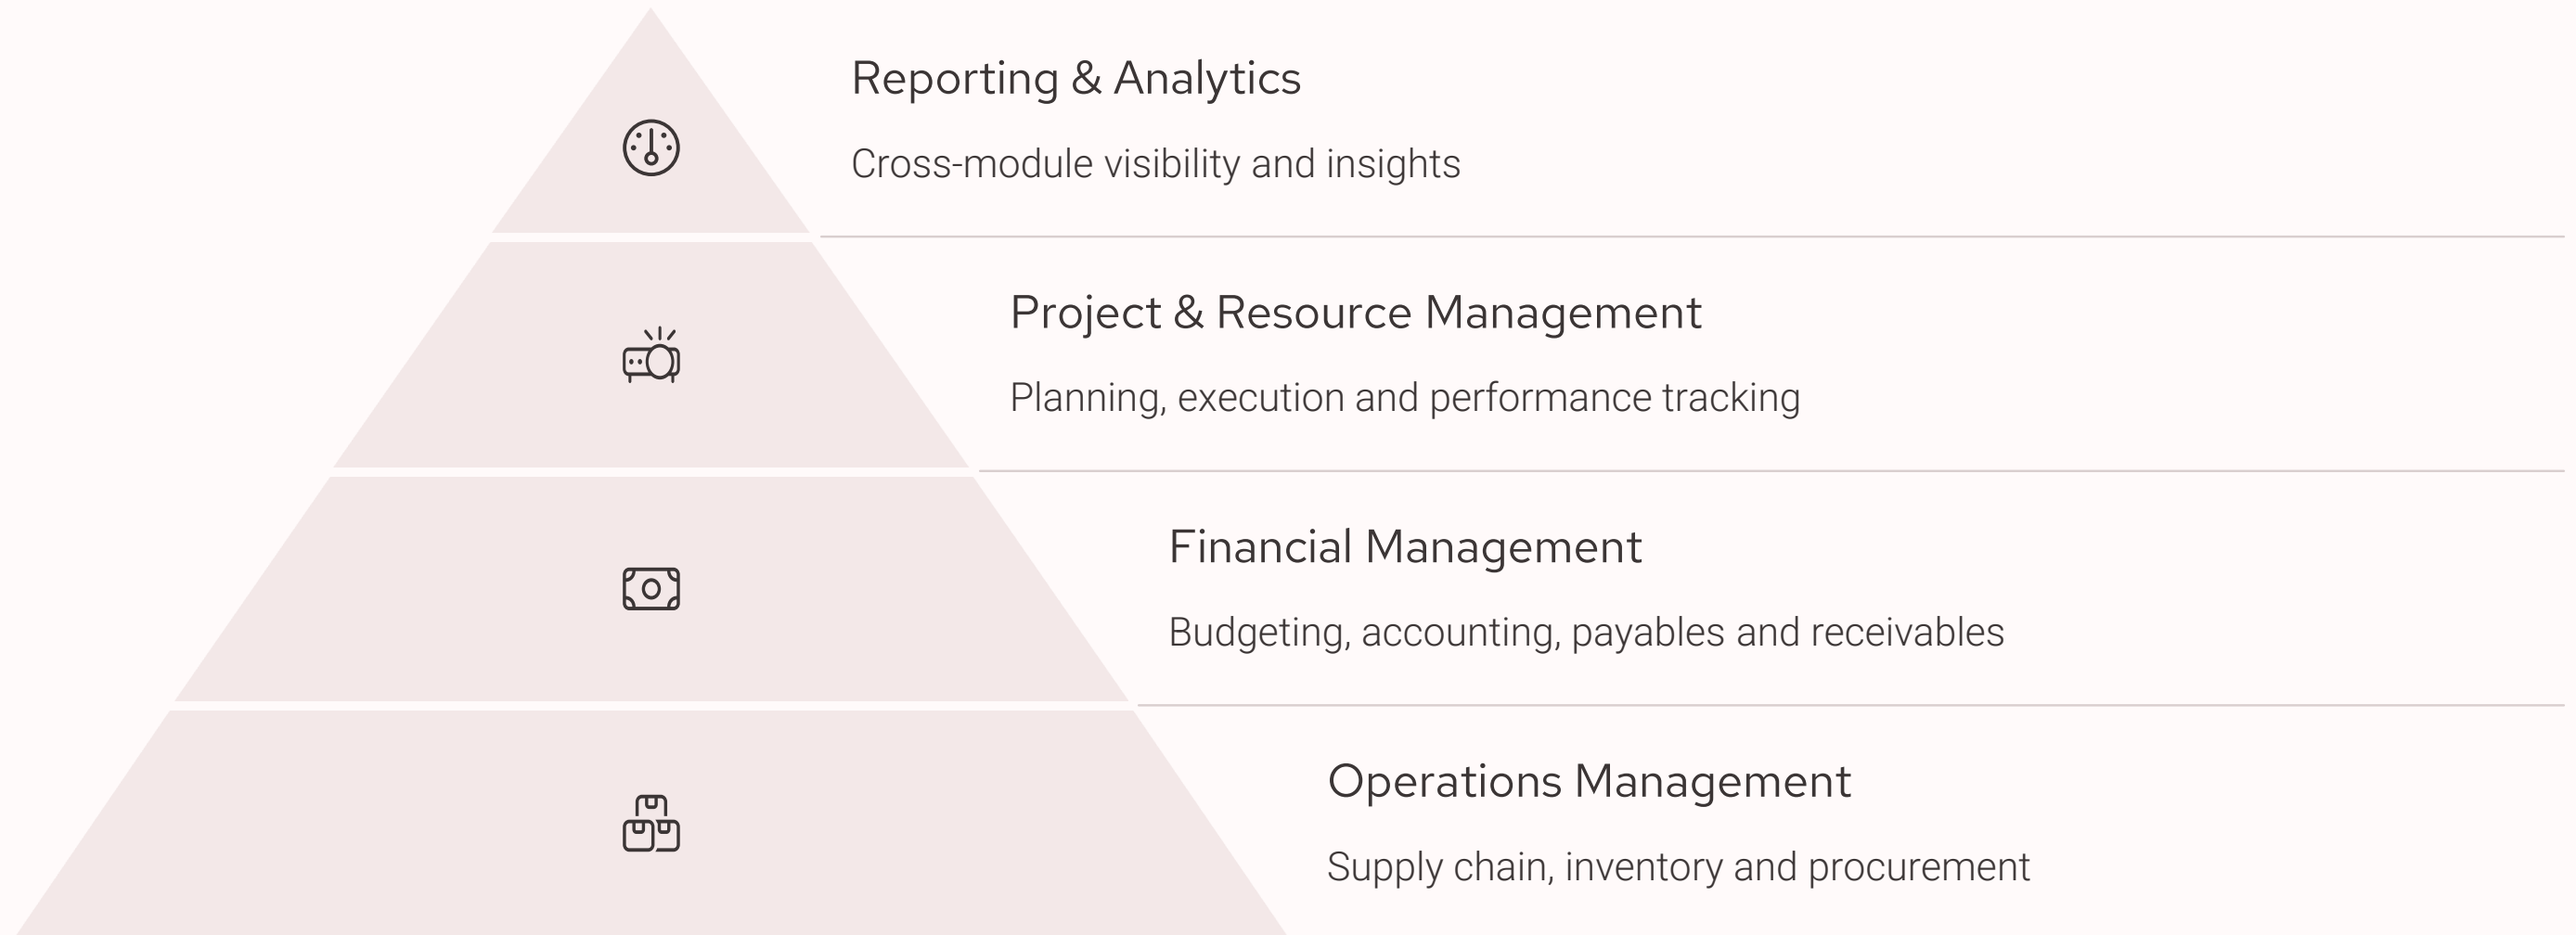 Reporting & Analytics
Cross-module visibility and insights
Project & Resource Management
Planning, execution and performance tracking
Financial Management
Budgeting, accounting, payables and receivables
Operations Management
Supply chain, inventory and procurement